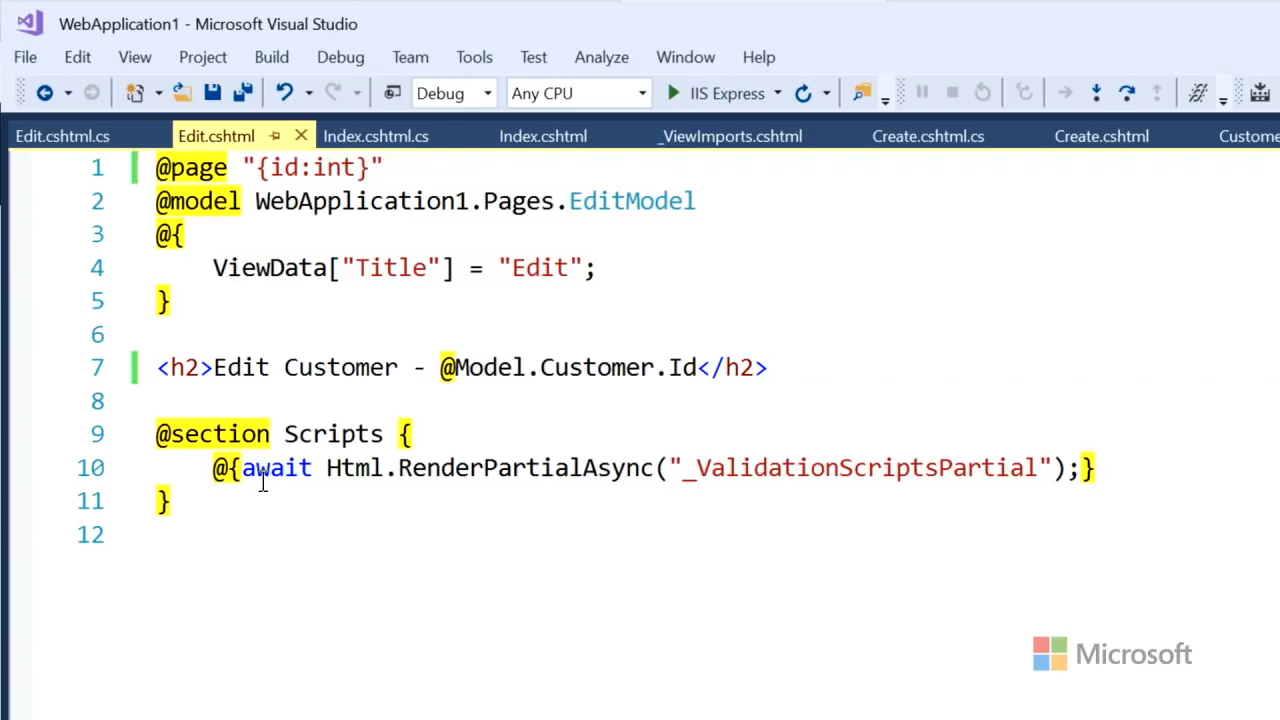 WebApplication1 - Microsoft Visual Studio
File Edit View Project Build Debug Team Tools Test Analyze Window Help
Debug Any CPU IIS Express
Edit.cshtml.cs Edit.cshtml Index.cshtml.cs Index.cshtml _ViewImports.cshtml Create.cshtml.cs Create.cshtml Custome
1 @page "{id:int}"
2 @model WebApplication1.Pages.EditModel
3 @{
4 ViewData["Title"] = "Edit";
5 }
6
7 <h2>Edit Customer - @Model.Customer.Id</h2>
8
9 @section Scripts {
10 @{await Html.RenderPartialAsync("_ValidationScriptsPartial");}
11 }
12
Microsoft